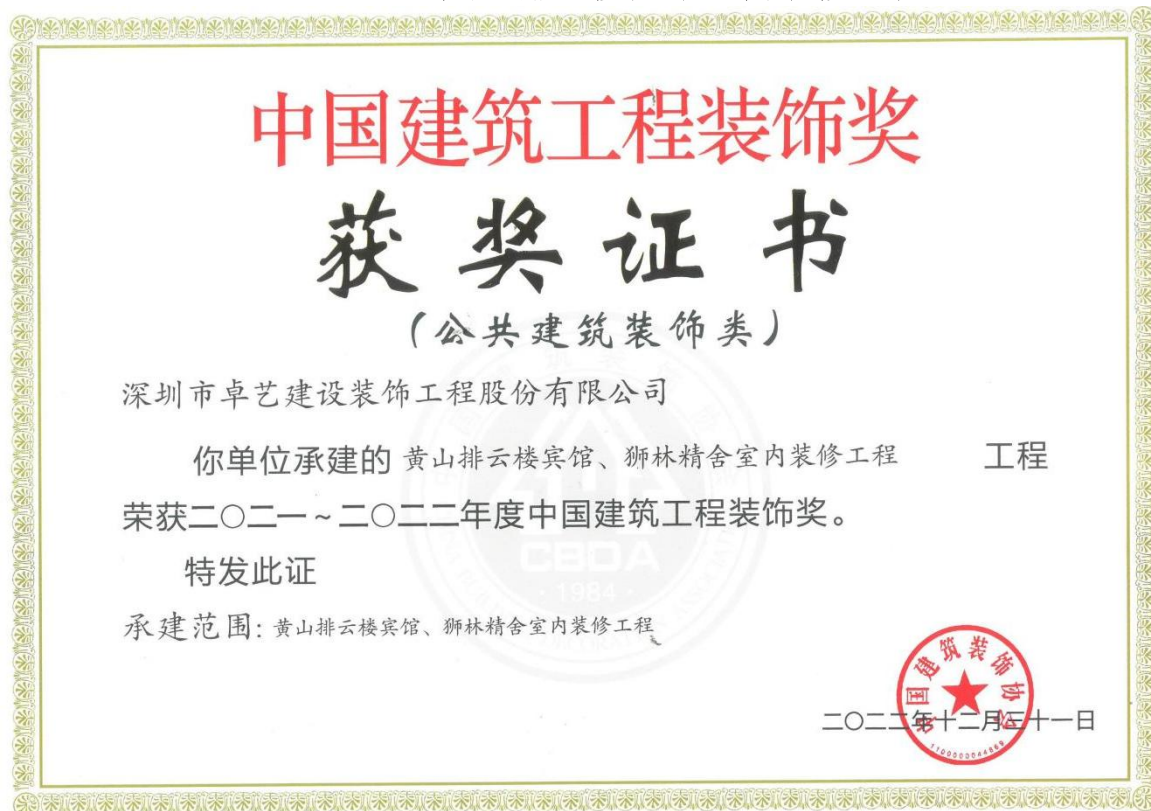 中国建筑工程装饰奖
获奖证书
(公共建筑装饰类)
深圳市卓艺建设装饰工程股份有限公司
你单位承建的 黄山排云楼宾馆、狮林精舍室内装修工程 工程
荣获二〇二一~二〇二二年度中国建筑工程装饰奖。
特发此证
CBDA
·1984·
承建范围: 黄山排云楼宾馆、狮林精舍室内装修工程
中国建筑装饰协会
二〇二二年十二月三十一日